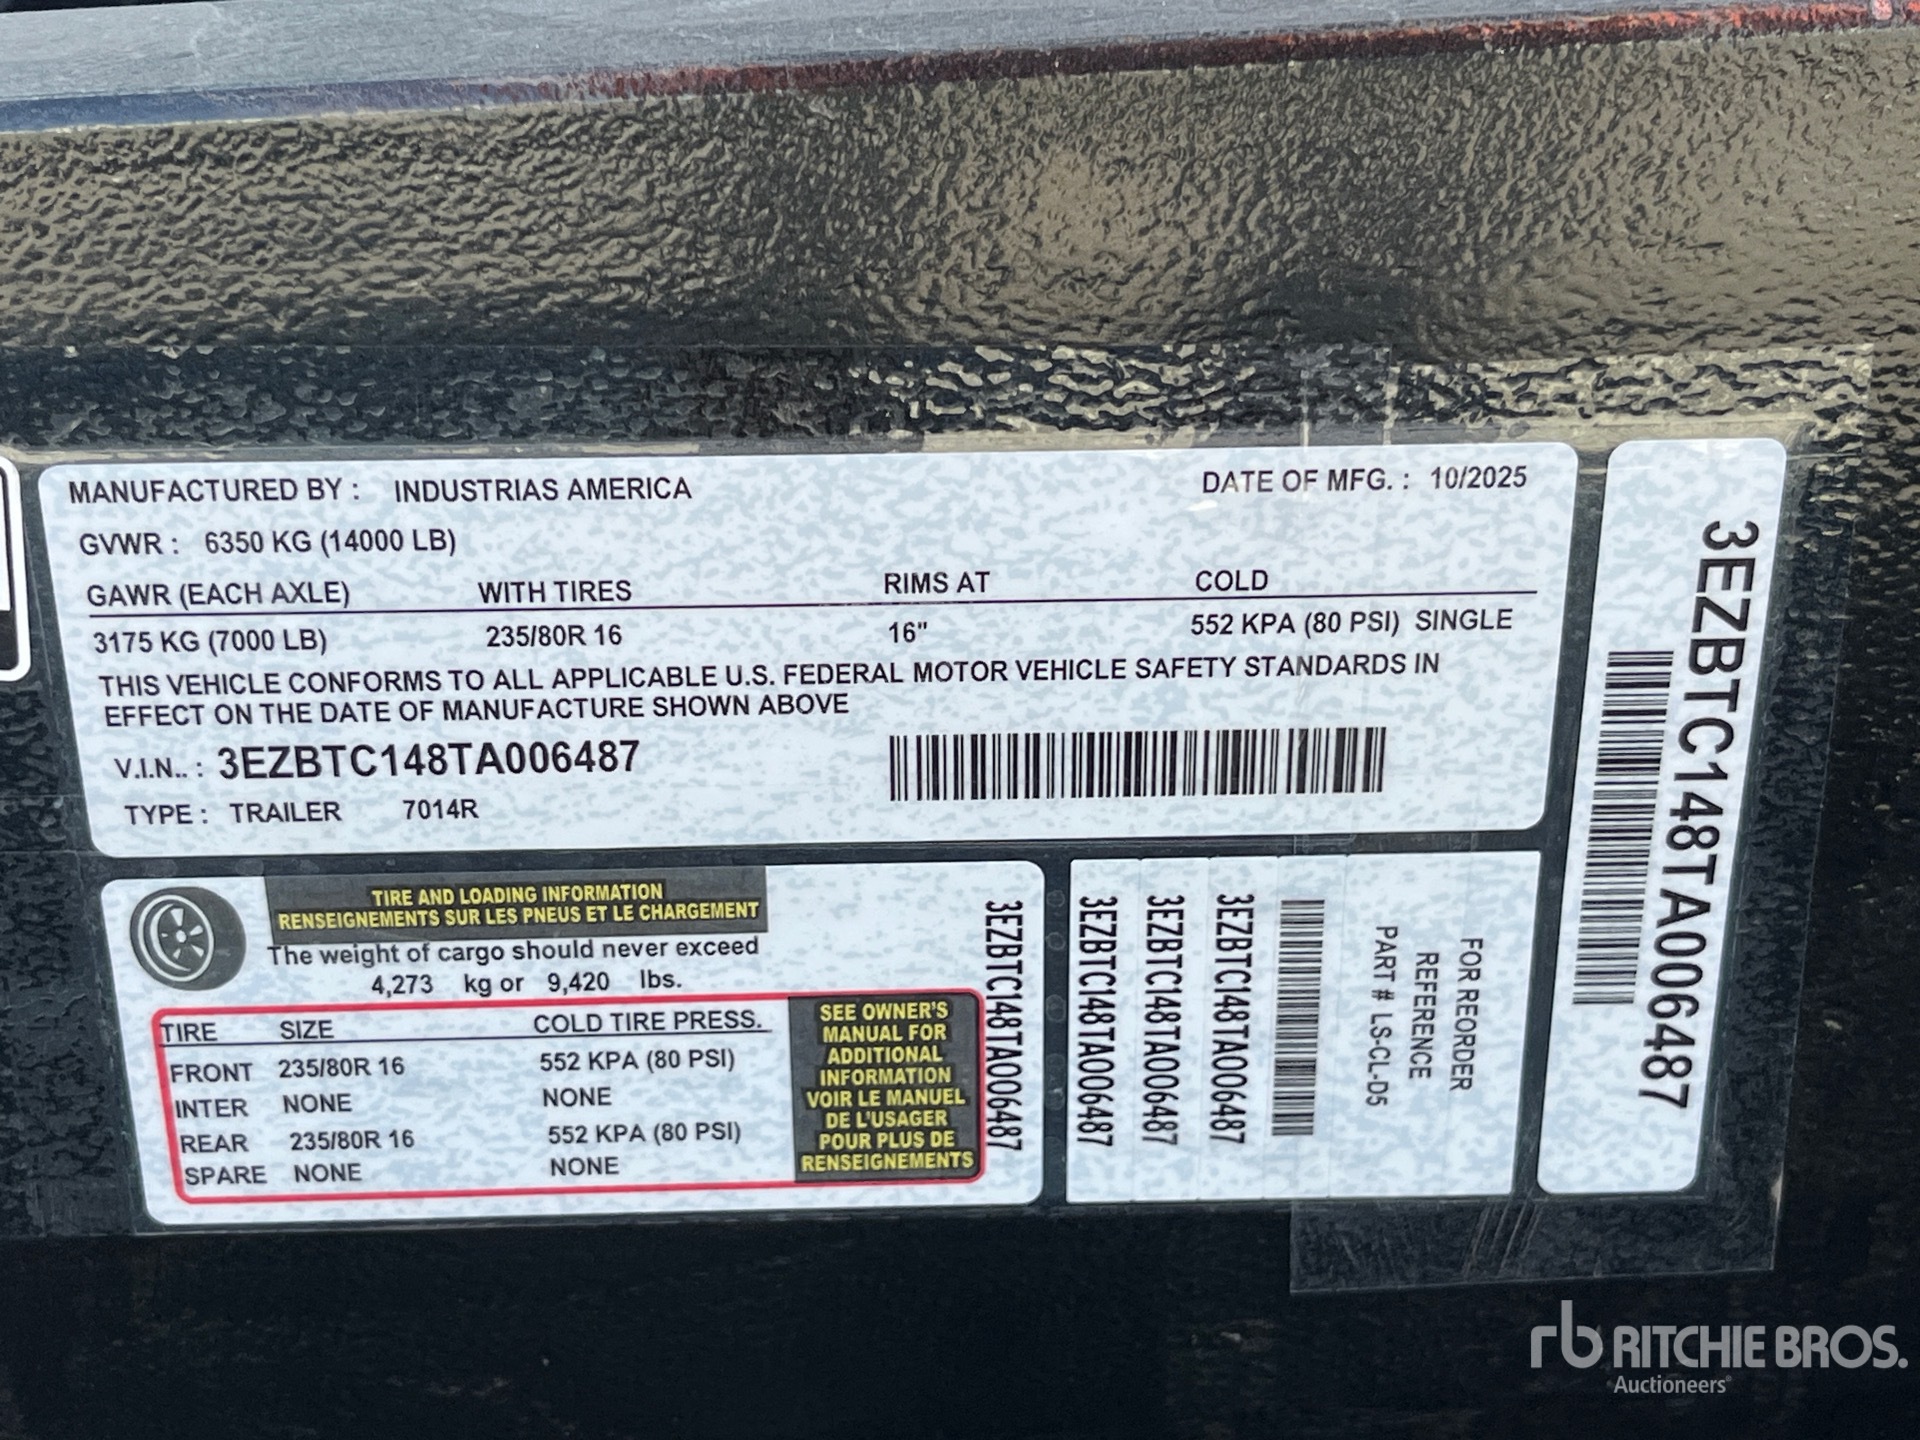 MANUFACTURED BY : INDUSTRIAS AMERICA DATE OF MFG. : 10/2025
GVWR : 6350 KG (14000 LB)
GAWR (EACH AXLE) WITH TIRES RIMS AT COLD
3175 KG (7000 LB) 235/80R 16 16" 552 KPA (80 PSI) SINGLE
THIS VEHICLE CONFORMS TO ALL APPLICABLE U.S. FEDERAL MOTOR VEHICLE SAFETY STANDARDS IN
EFFECT ON THE DATE OF MANUFACTURE SHOWN ABOVE
V.I.N.. : 3EZBTC148TA006487
TYPE : TRAILER 7014R
3EZBTC148TA006487
TIRE AND LOADING INFORMATION
RENSEIGNEMENTS SUR LES PNEUS ET LE CHARGEMENT
The weight of cargo should never exceed
4,273 kg or 9,420 lbs.
TIRE SIZE COLD TIRE PRESS.
FRONT 235/80R 16 552 KPA (80 PSI)
INTER NONE NONE
REAR 235/80R 16 552 KPA (80 PSI)
SPARE NONE NONE
SEE OWNER'S
MANUAL FOR
ADDITIONAL
INFORMATION
VOIR LE MANUEL
DE L'USAGER
POUR PLUS DE
RENSEIGNEMENTS
3EZBTC148TA006487
3EZBTC148TA006487
3EZBTC148TA006487
3EZBTC148TA006487
FOR REORDER
REFERENCE
PART # LS-CL-D5
rb RITCHIE BROS.
Auctioneers